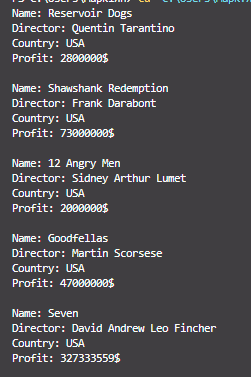 Name: Reservoir Dogs
Director: Quentin Tarantino
Country: USA
Profit: 2800000$
Name: Shawshank Redemption
Director: Frank Darabont
Country: USA
Profit: 73000000$
Name: 12 Angry Men
Director: Sidney Arthur Lumet
Country: USA
Profit: 2000000$
Name: Goodfellas
Director: Martin Scorsese
Country: USA
Profit: 47000000$
Name: Seven
Director: David Andrew Leo Fincher
Country: USA
Profit: 327333559$